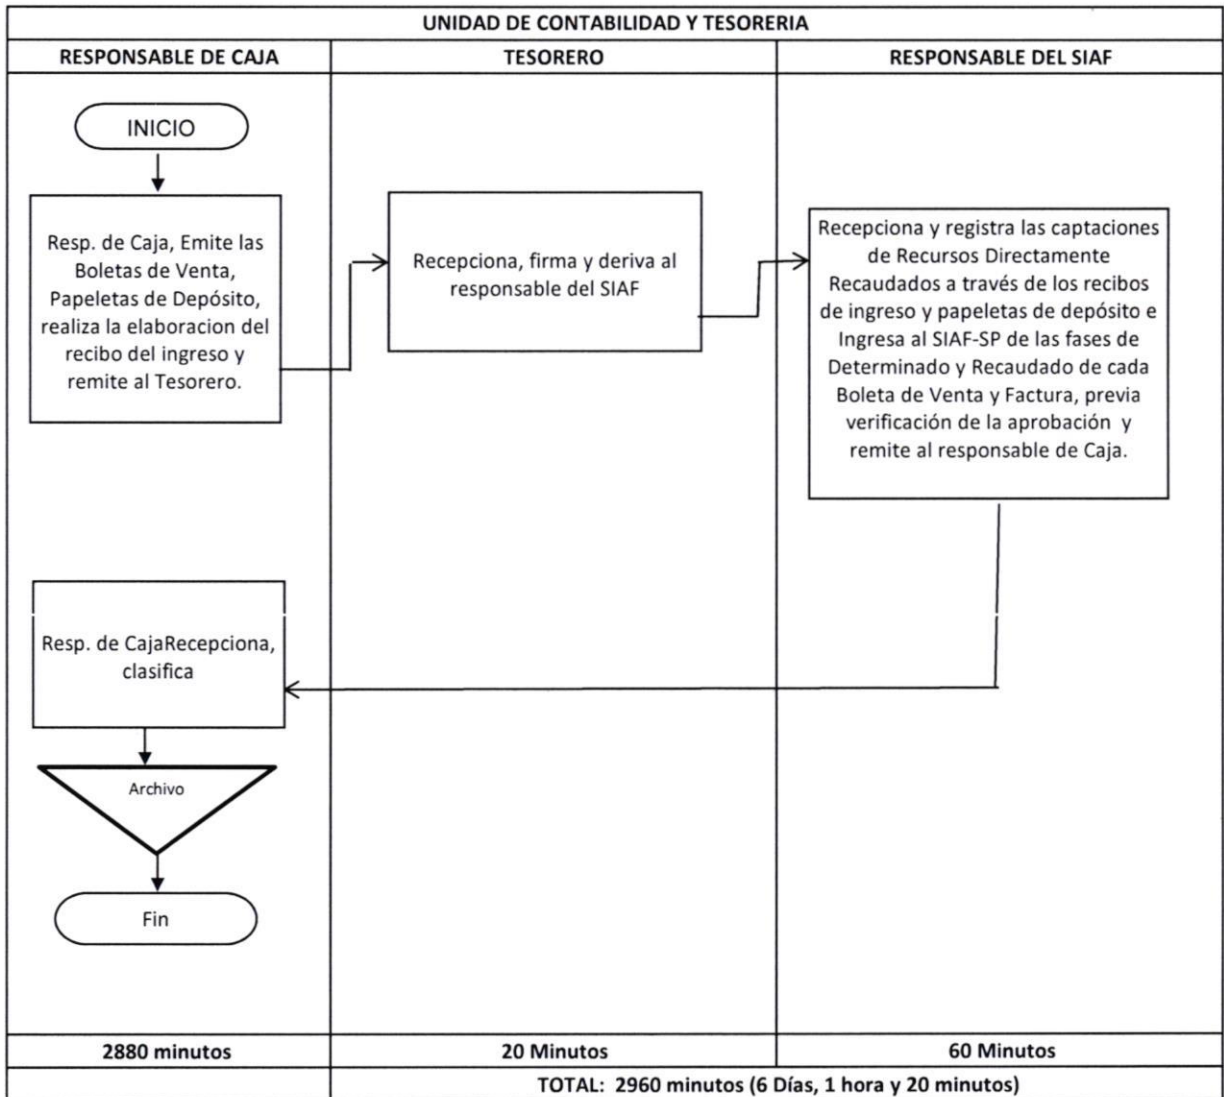 UNIDAD DE CONTABILIDAD Y TESORERIA
RESPONSABLE DE CAJA
TESORERO
RESPONSABLE DEL SIAF
INICIO
Resp. de Caja, Emite las
Boletas de Venta,
Papeletas de Depósito,
realiza la elaboracion del
recibo del ingreso y
remite al Tesorero.
Recepciona, firma y deriva al
responsable del SIAF
Recepciona y registra las captaciones
de Recursos Directamente
Recaudados a través de los recibos
de ingreso y papeletas de depósito e
Ingresa al SIAF-SP de las fases de
Determinado y Recaudado de cada
Boleta de Venta y Factura, previa
verificación de la aprobación y
remite al responsable de Caja.
Resp. de CajaRecepciona,
clasifica
Archivo
Fin
2880 minutos
20 Minutos
60 Minutos
TOTAL: 2960 minutos (6 Días, 1 hora y 20 minutos)